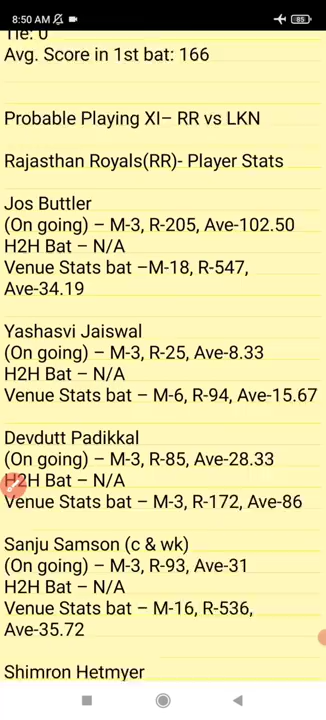 8:50 AM
85
Tie: 0
Avg. Score in 1st bat: 166
Probable Playing XI– RR vs LKN
Rajasthan Royals(RR)- Player Stats
Jos Buttler
(On going) – M-3, R-205, Ave-102.50
H2H Bat – N/A
Venue Stats bat –M-18, R-547,
Ave-34.19
Yashasvi Jaiswal
(On going) – M-3, R-25, Ave-8.33
H2H Bat – N/A
Venue Stats bat – M-6, R-94, Ave-15.67
Devdutt Padikkal
(On going) – M-3, R-85, Ave-28.33
H2H Bat – N/A
Venue Stats bat – M-3, R-172, Ave-86
Sanju Samson (c & wk)
(On going) – M-3, R-93, Ave-31
H2H Bat – N/A
Venue Stats bat – M-16, R-536,
Ave-35.72
Shimron Hetmyer